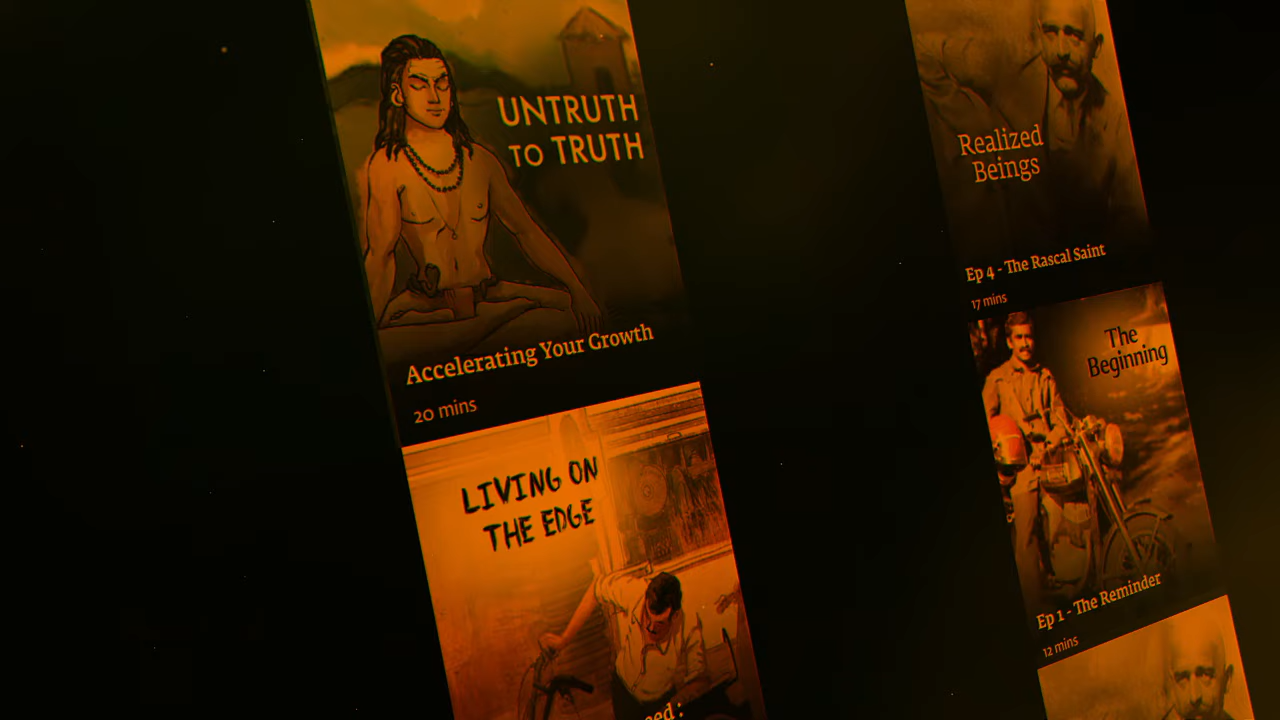 UNTRUTH
TO TRUTH
Accelerating Your Growth
20 mins
LIVING ON
THE EDGE
Realized
Beings
Ep 4 - The Rascal Saint
17 mins
The
Beginning
Ep 1 - The Reminder
12 mins